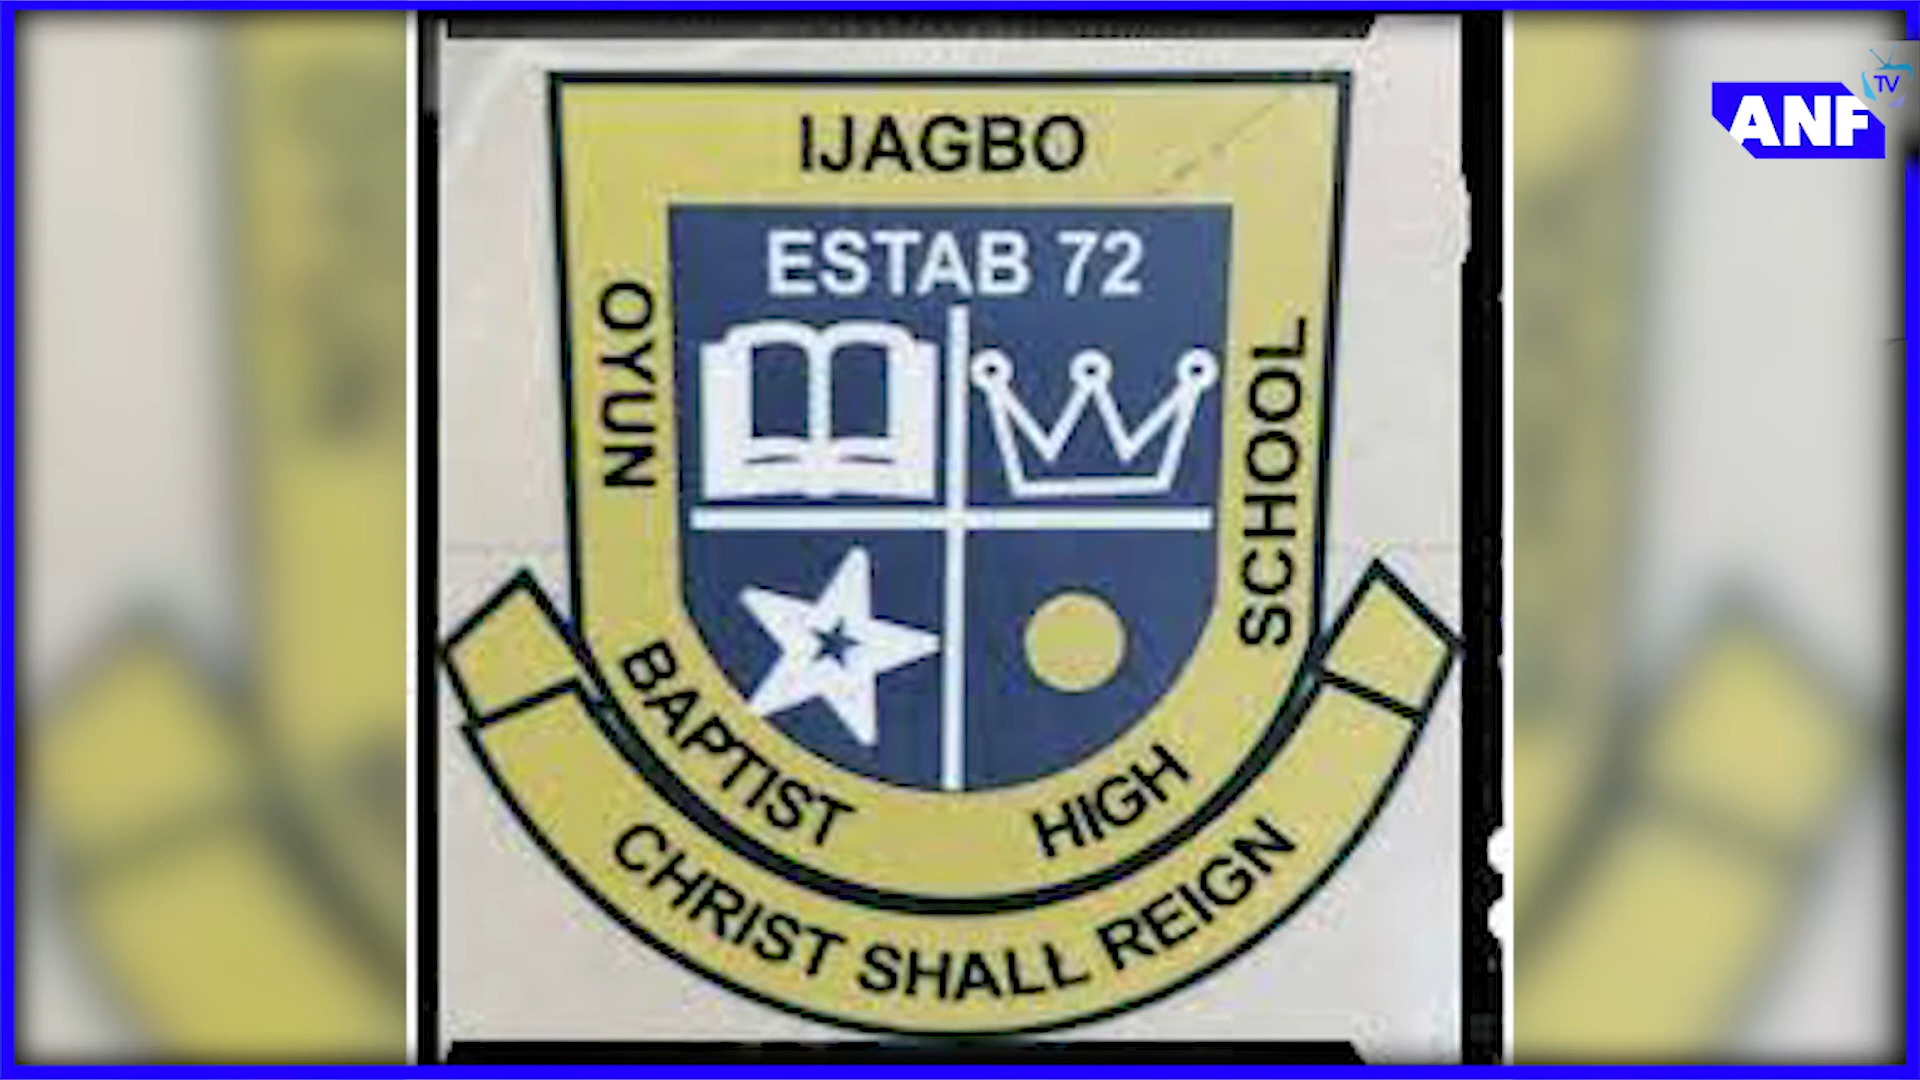 IJAGBO
ESTAB 72
OYUN
BAPTIST
HIGH
SCHOOL
CHRIST SHALL REIGN
ANF
TV